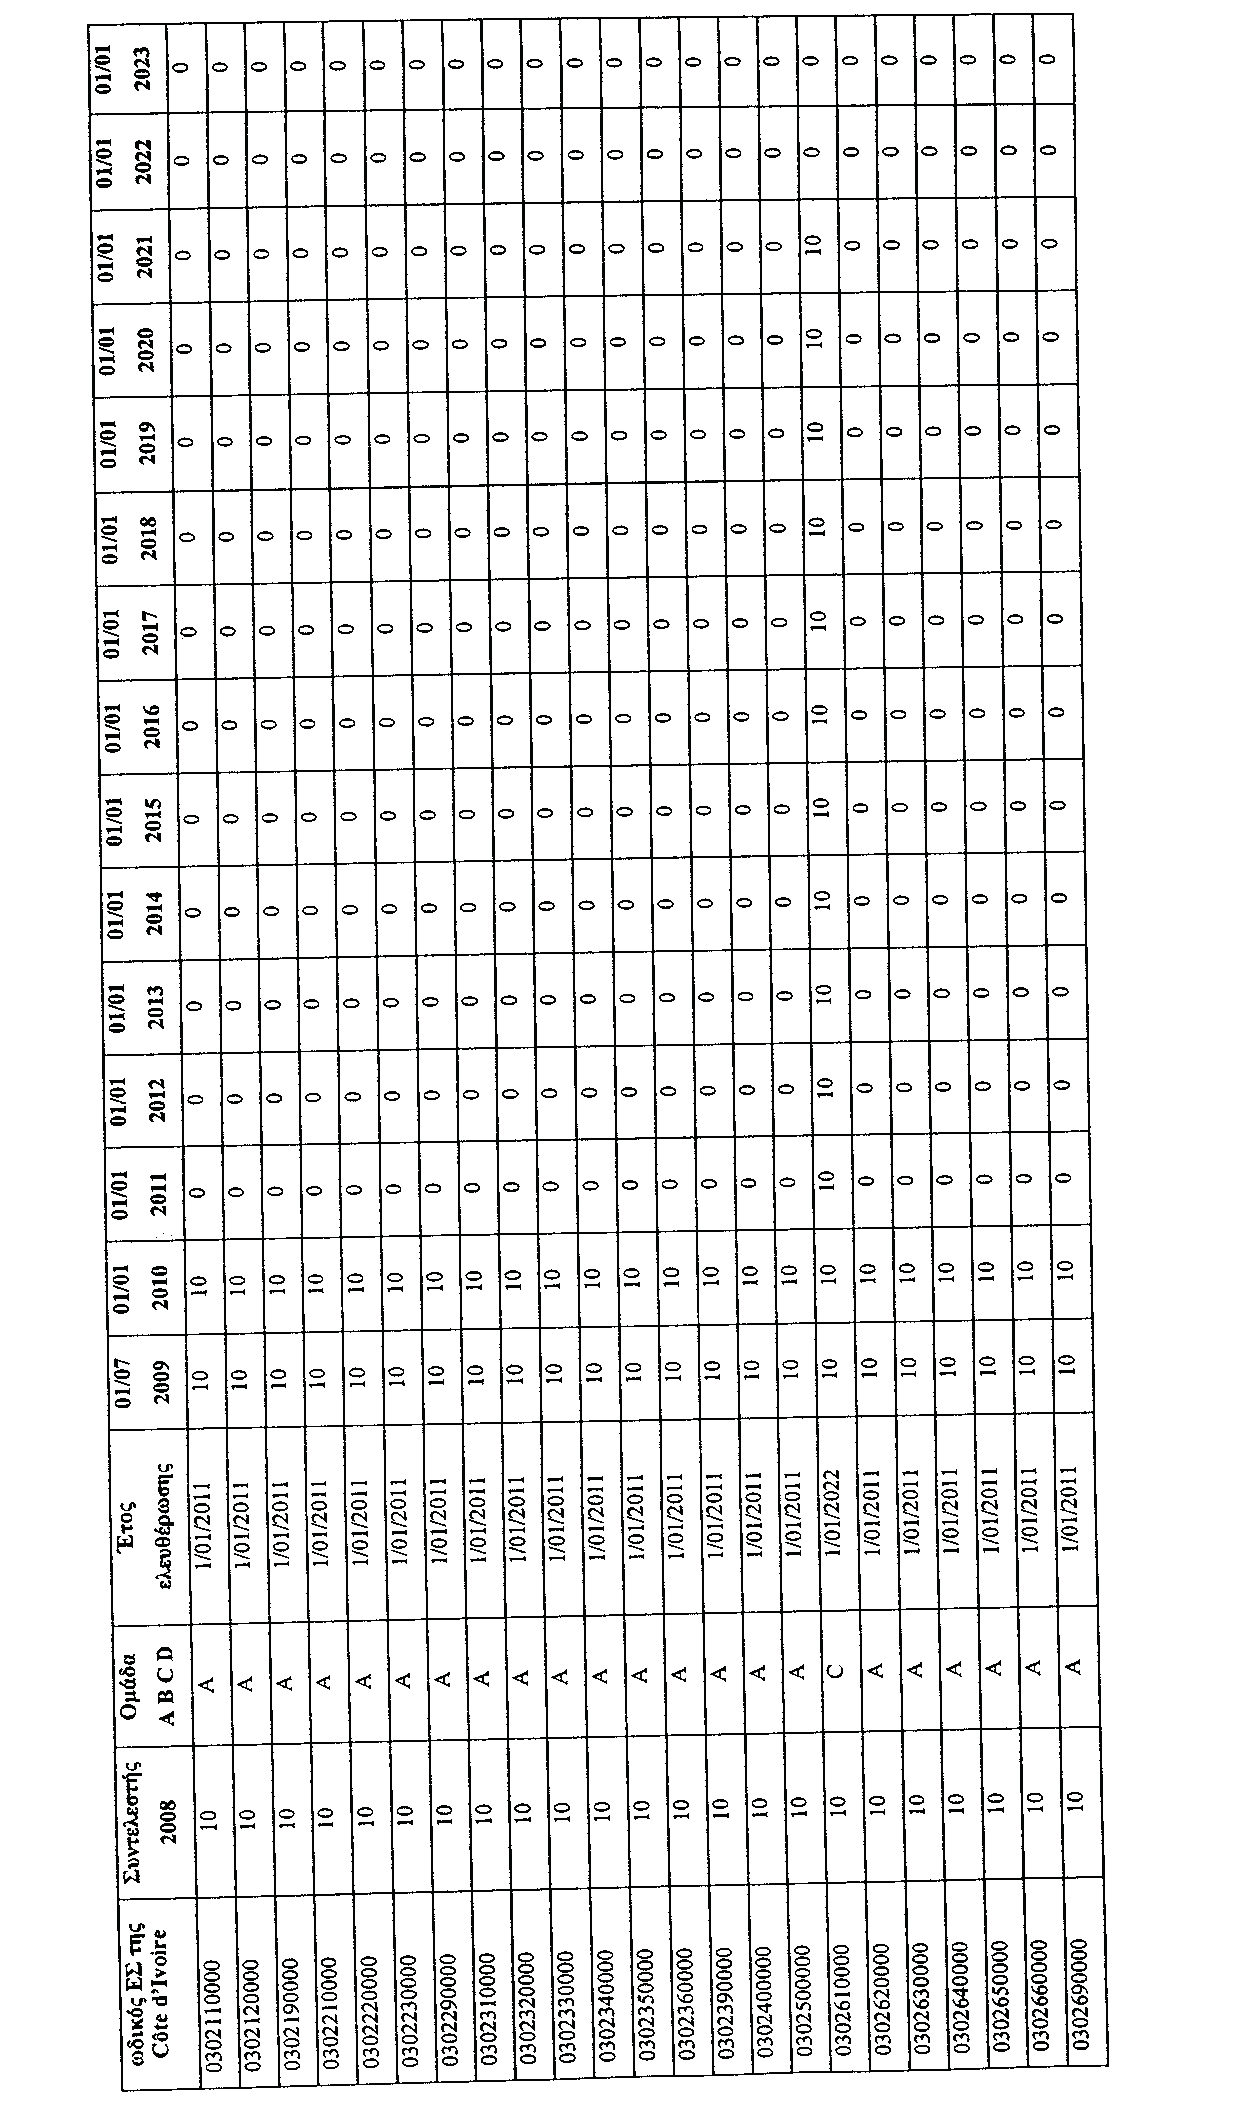 ωδικός ΕΣ της Côte d'Ivoire | Συντελεστής 2008 | Ομάδα A B C D | Έτος ελευθέρωσης | 01/07 2009 | 01/01 2010 | 01/01 2011 | 01/01 2012 | 01/01 2013 | 01/01 2014 | 01/01 2015 | 01/01 2016 | 01/01 2017 | 01/01 2018 | 01/01 2019 | 01/01 2020 | 01/01 2021 | 01/01 2022 | 01/01 2023
0302110000 10 A 1/01/2011 10 10 0 0 0 0 0 0 0 0 0 0 0 0 0
0302120000 10 A 1/01/2011 10 10 0 0 0 0 0 0 0 0 0 0 0 0 0
0302190000 10 A 1/01/2011 10 10 0 0 0 0 0 0 0 0 0 0 0 0 0
0302210000 10 A 1/01/2011 10 10 0 0 0 0 0 0 0 0 0 0 0 0 0
0302220000 10 A 1/01/2011 10 10 0 0 0 0 0 0 0 0 0 0 0 0 0
0302230000 10 A 1/01/2011 10 10 0 0 0 0 0 0 0 0 0 0 0 0 0
0302290000 10 A 1/01/2011 10 10 0 0 0 0 0 0 0 0 0 0 0 0 0
0302310000 10 A 1/01/2011 10 10 0 0 0 0 0 0 0 0 0 0 0 0 0
0302320000 10 A 1/01/2011 10 10 0 0 0 0 0 0 0 0 0 0 0 0 0
0302330000 10 A 1/01/2011 10 10 0 0 0 0 0 0 0 0 0 0 0 0 0
0302340000 10 A 1/01/2011 10 10 0 0 0 0 0 0 0 0 0 0 0 0 0
0302350000 10 A 1/01/2011 10 10 0 0 0 0 0 0 0 0 0 0 0 0 0
0302360000 10 A 1/01/2011 10 10 0 0 0 0 0 0 0 0 0 0 0 0 0
0302390000 10 A 1/01/2011 10 10 0 0 0 0 0 0 0 0 0 0 0 0 0
0302400000 10 A 1/01/2011 10 10 0 0 0 0 0 0 0 0 0 0 0 0 0
0302500000 10 A 1/01/2011 10 10 0 0 0 0 0 0 0 0 0 0 0 0 0
0302610000 10 C 1/01/2022 10 10 10 10 10 10 10 10 10 10 10 10 10 0 0
0302620000 10 A 1/01/2011 10 10 0 0 0 0 0 0 0 0 0 0 0 0 0
0302630000 10 A 1/01/2011 10 10 0 0 0 0 0 0 0 0 0 0 0 0 0
0302640000 10 A 1/01/2011 10 10 0 0 0 0 0 0 0 0 0 0 0 0 0
0302650000 10 A 1/01/2011 10 10 0 0 0 0 0 0 0 0 0 0 0 0 0
0302660000 10 A 1/01/2011 10 10 0 0 0 0 0 0 0 0 0 0 0 0 0
0302690000 10 A 1/01/2011 10 10 0 0 0 0 0 0 0 0 0 0 0 0 0